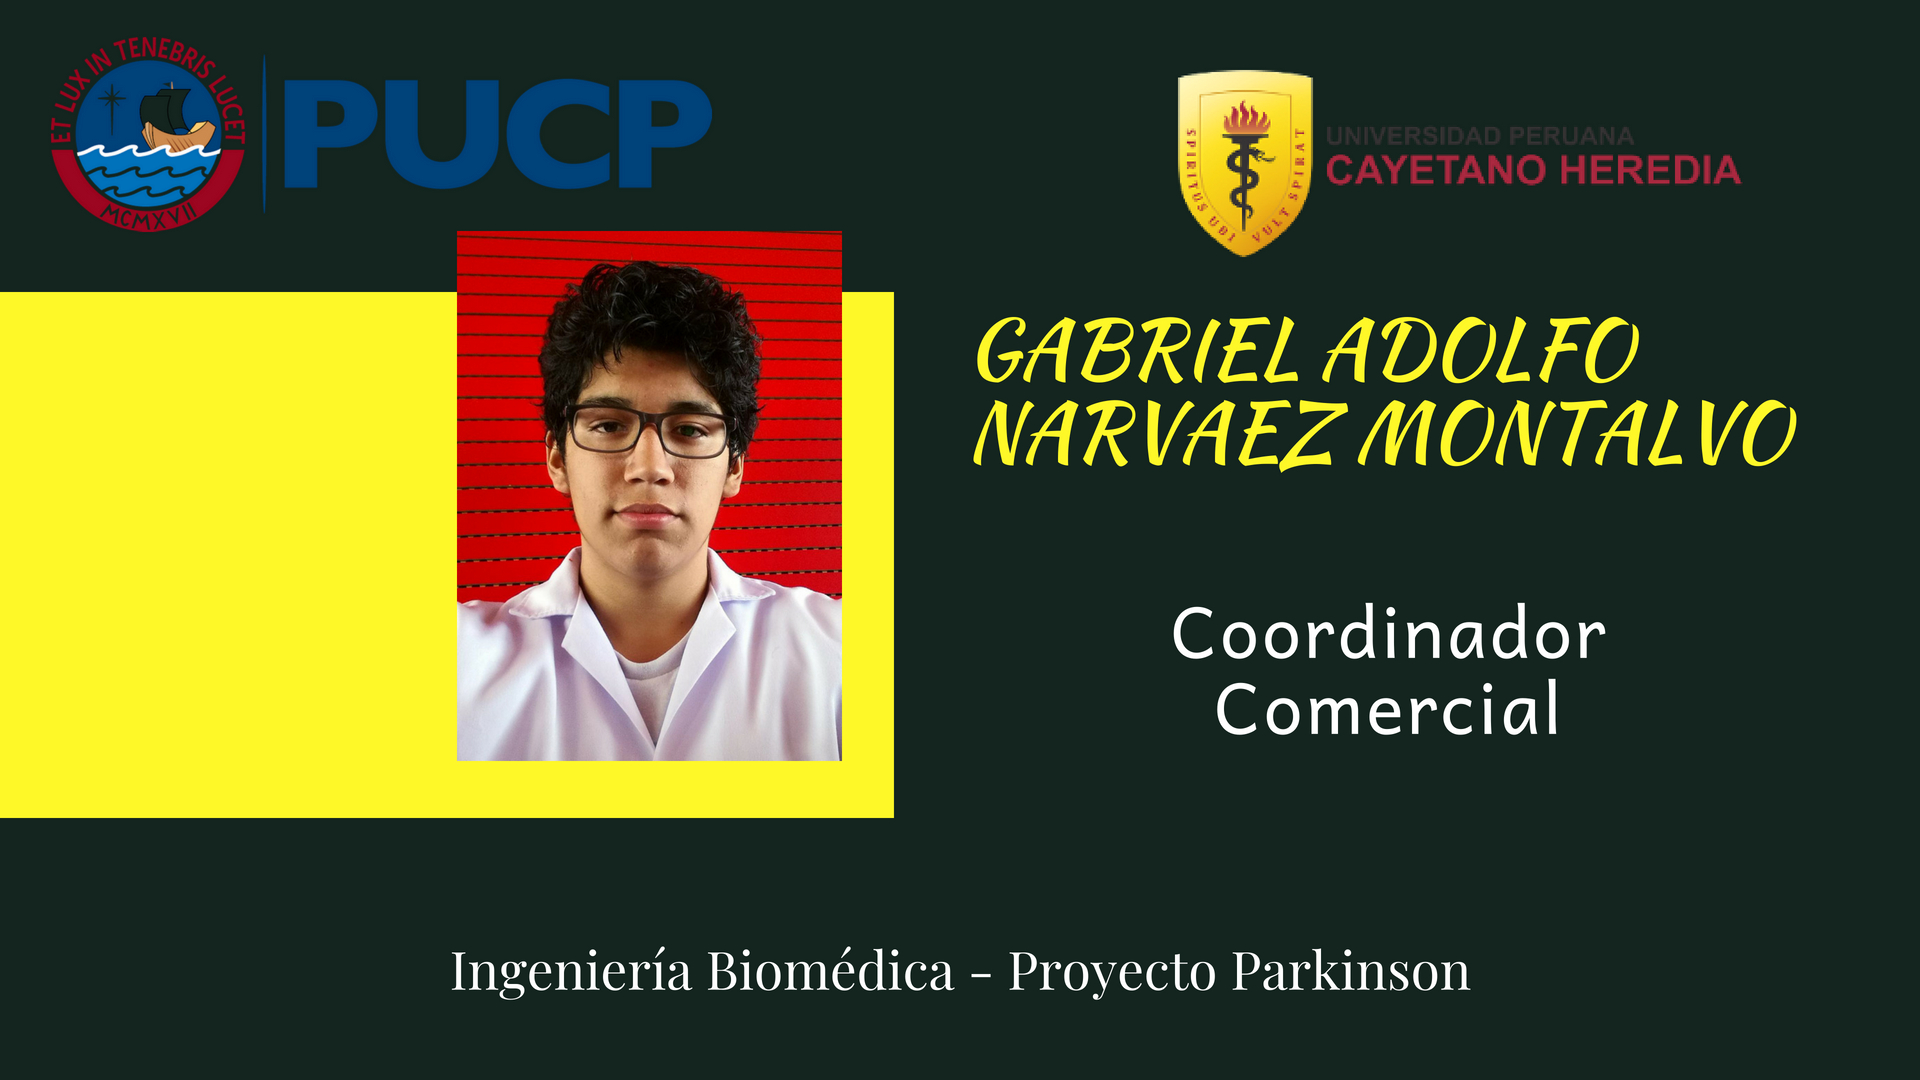 ET LUX IN TENEBRIS LUCET
MCMXVII
PUCP
SPIRITUS UBI VULT SPIRAT
UNIVERSIDAD PERUANA
CAYETANO HEREDIA
GABRIEL ADOLFO
NARVAEZ MONTALVO
Coordinador
Comercial
Ingeniería Biomédica - Proyecto Parkinson